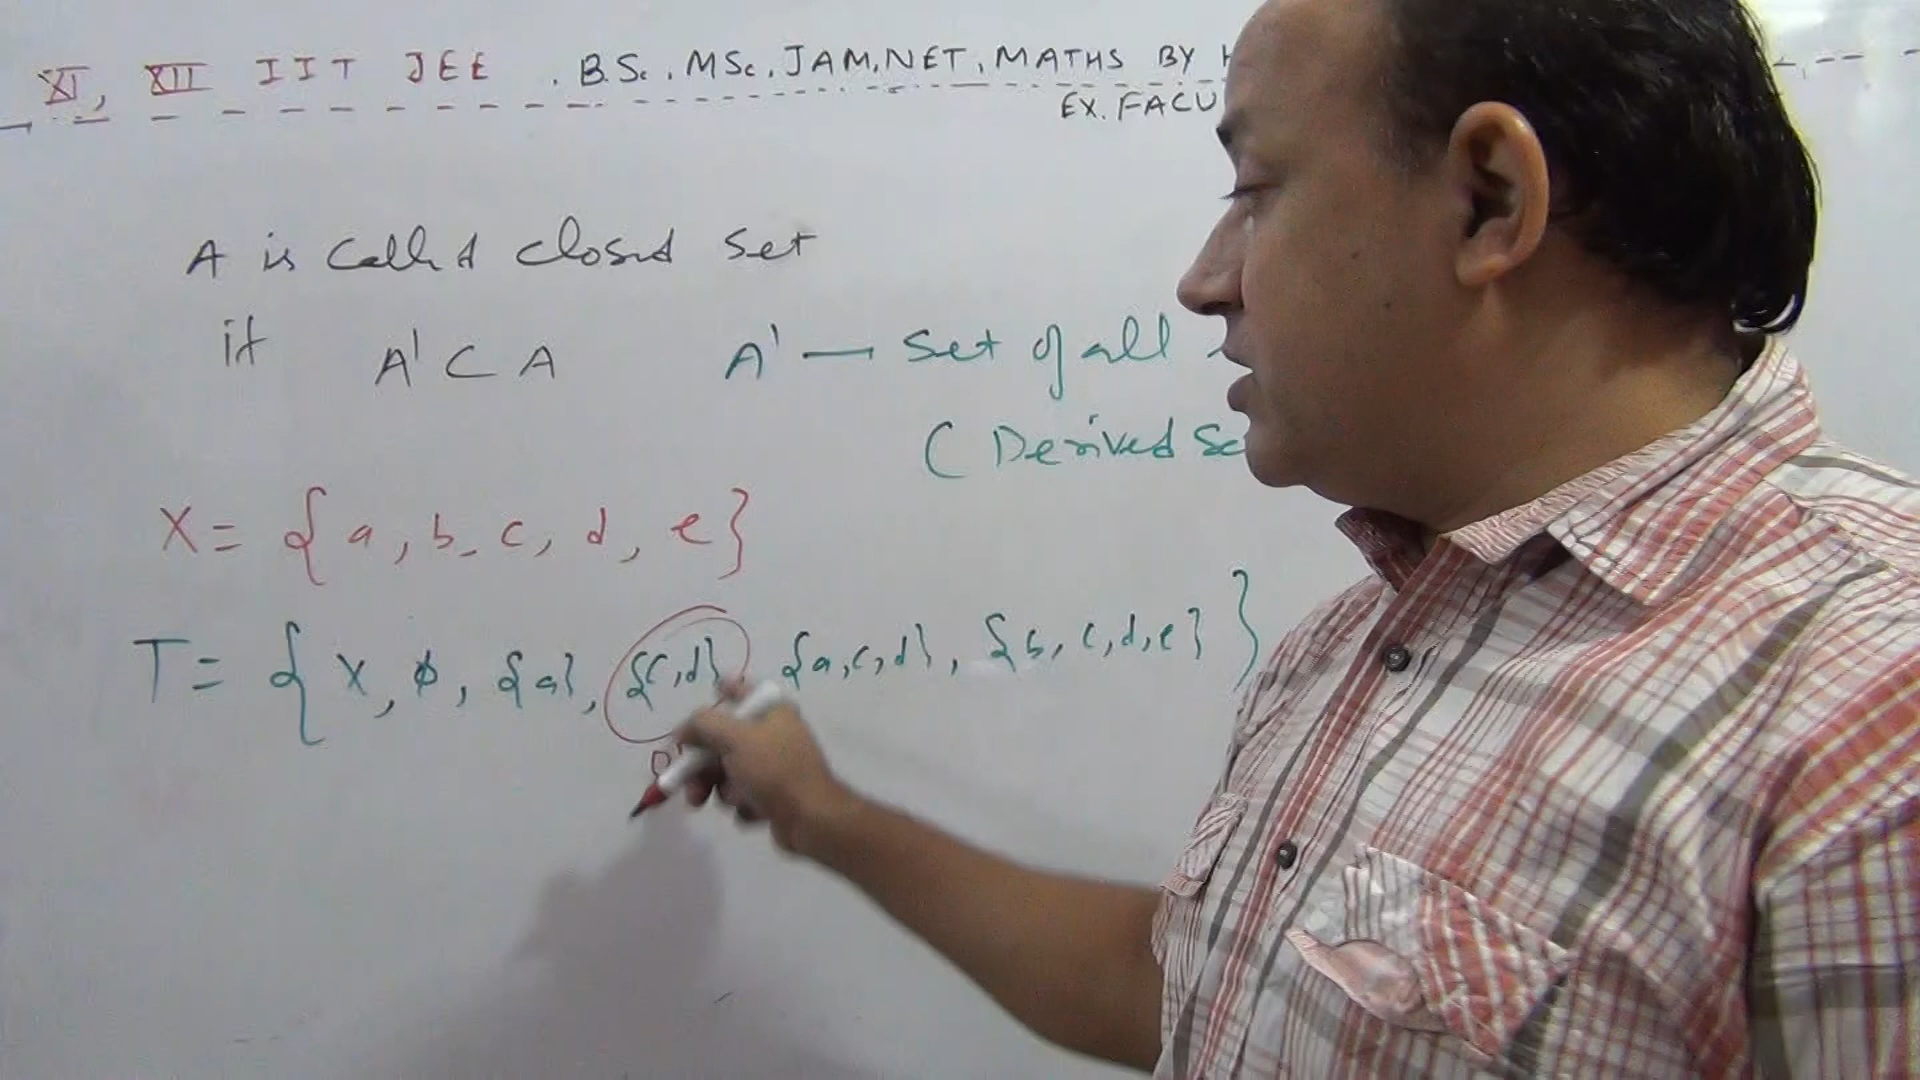 XI, XII IIT JEE . B.Sc. MSc. JAM. NET. MATHS BY
EX. FACU
A is called closed set
if A' ⊂ A A' — set of all
( Derived Se
X = { a, b, c, d, e }
T = { X, φ, {a}, {c,d}, {a,c,d}, {b,c,d,e} }